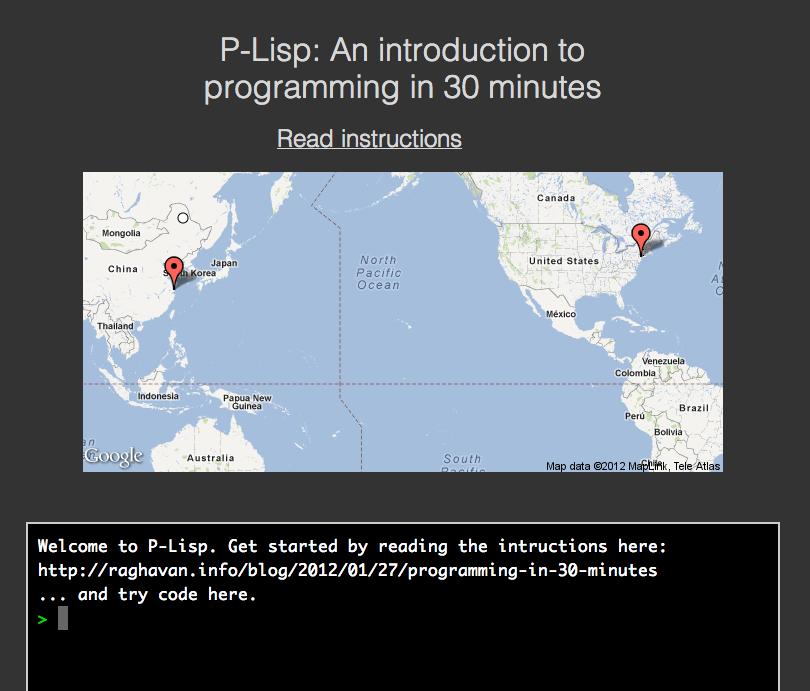 P-Lisp: An introduction to
programming in 30 minutes
Read instructions
Canada
Mongolia
North
Pacific
Ocean
United States
Japan
China
South Korea
México
Thailand
Venezuela
Colombia
Indonesia
Papua New
Guinea
Brazil
Perú
Bolivia
Australia
South
Pacific
Chile
Google
Map data ©2012 MapLink, Tele Atlas
Welcome to P-Lisp. Get started by reading the intructions here:
http://raghavan.info/blog/2012/01/27/programming-in-30-minutes
... and try code here.
>